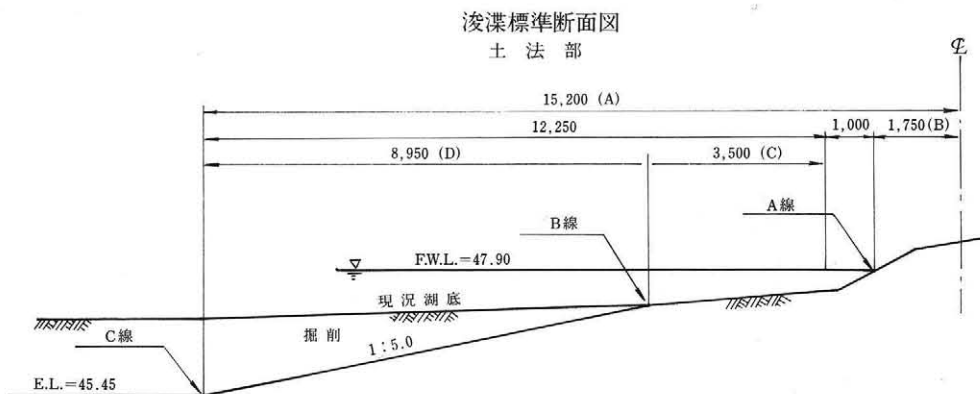 浚渫標準断面図
土法部
℄
15,200 (A)
12,250
1,000
1,750(B)
8,950 (D)
3,500 (C)
A線
B線
F.W.L.=47.90
現況湖底
掘削
1:5.0
C線
E.L.=45.45